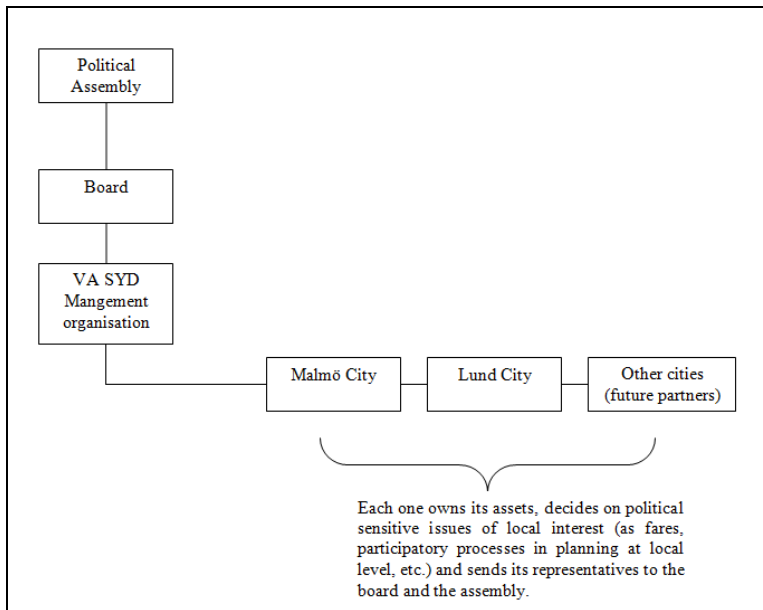 Political
Assembly
Board
VA SYD
Mangement
organisation
Malmö City
Lund City
Other cities
(future partners)
Each one owns its assets, decides on political
sensitive issues of local interest (as fares,
participatory processes in planning at local
level, etc.) and sends its representatives to the
board and the assembly.